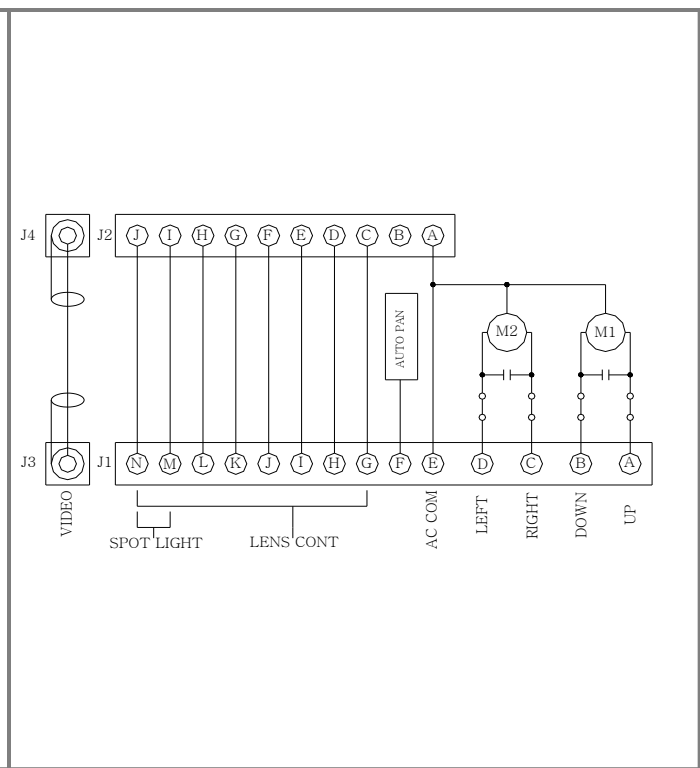 J4 J2 J I H G F E D C B A
AUTO PAN
M2 M1
J3 J1 N M L K J I H G F E D C B A
VIDEO
SPOT LIGHT
LENS CONT
AC COM
LEFT
RIGHT
DOWN
UP